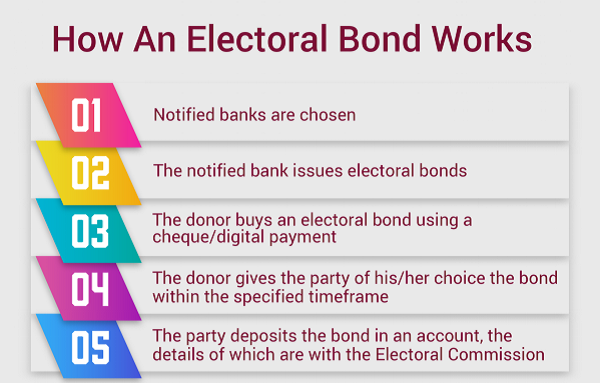 How An Electoral Bond Works
01
Notified banks are chosen
02
The notified bank issues electoral bonds
03
The donor buys an electoral bond using a
cheque/digital payment
04
The donor gives the party of his/her choice the bond
within the specified timeframe
05
The party deposits the bond in an account, the
details of which are with the Electoral Commission